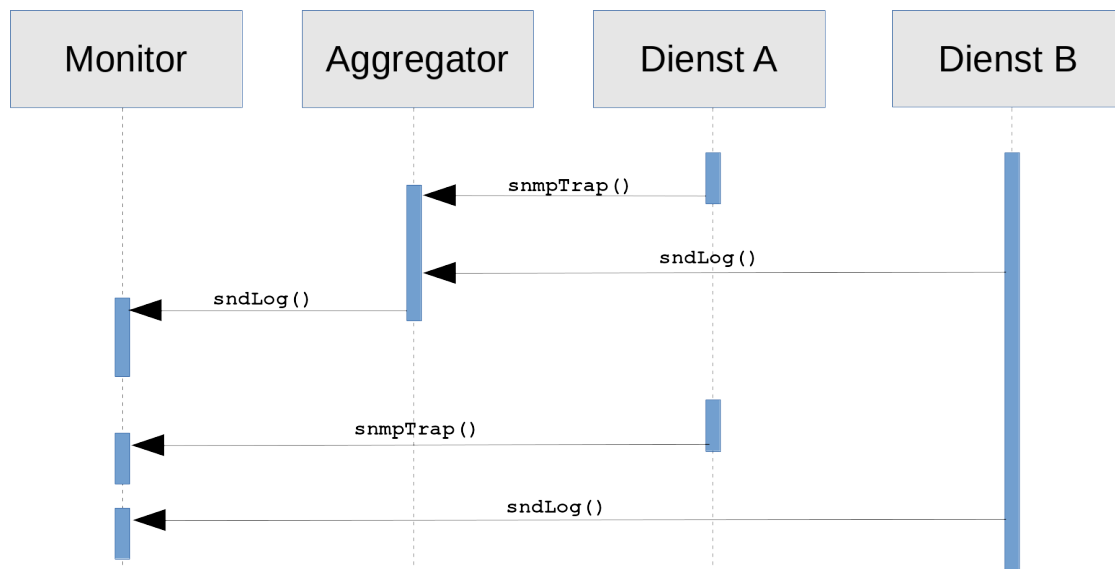 Monitor
Aggregator
Dienst A
Dienst B
snmpTrap()
sndLog()
sndLog()
snmpTrap()
sndLog()